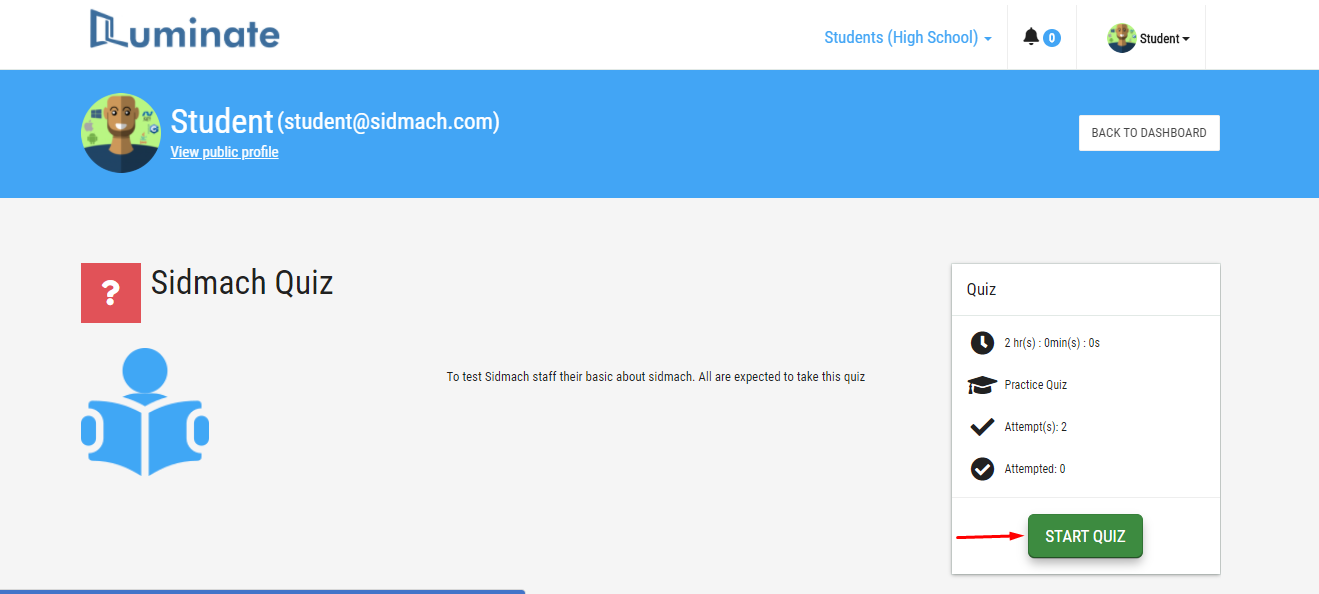 Luminate
Students (High School)
0
Student
Student (student@sidmach.com)
View public profile
BACK TO DASHBOARD
?
Sidmach Quiz
To test Sidmach staff their basic about sidmach. All are expected to take this quiz
Quiz
2 hr(s) : 0min(s) : 0s
Practice Quiz
Attempt(s): 2
Attempted: 0
START QUIZ